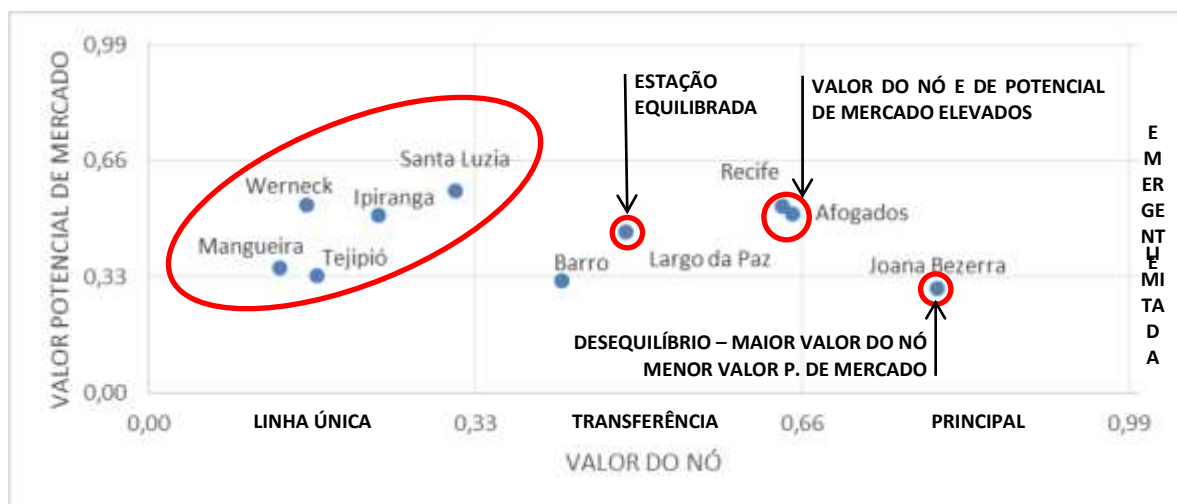 VALOR POTENCIAL DE MERCADO
0,99
0,66
0,33
0,00
ESTAÇÃO
EQUILIBRADA
VALOR DO NÓ E DE POTENCIAL
DE MERCADO ELEVADOS
Santa Luzia
Werneck
Ipiranga
Mangueira
Tejipió
Recife
Afogados
Barro
Largo da Paz
Joana Bezerra
DESEQUILÍBRIO – MAIOR VALOR DO NÓ
MENOR VALOR P. DE MERCADO
EMERGENTE
LIMITADA
0,00
LINHA ÚNICA
0,33
TRANSFERÊNCIA
0,66
PRINCIPAL
0,99
VALOR DO NÓ